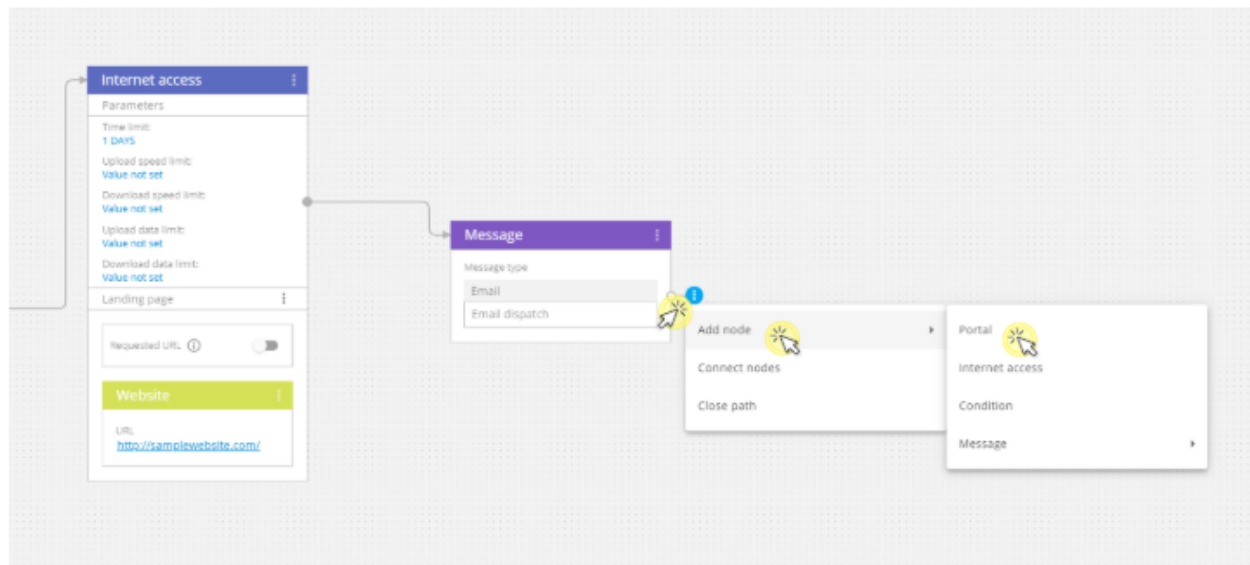 Internet access
Parameters
Time limit:
1 DAYS
Upload speed limit:
Value not set
Download speed limit:
Value not set
Upload data limit:
Value not set
Download data limit:
Value not set
Landing page
Requested URL
Website
URL
http://samplewebsite.com/
Message
Message type
Email
Email dispatch
Add node
Connect nodes
Close path
Portal
Internet access
Condition
Message